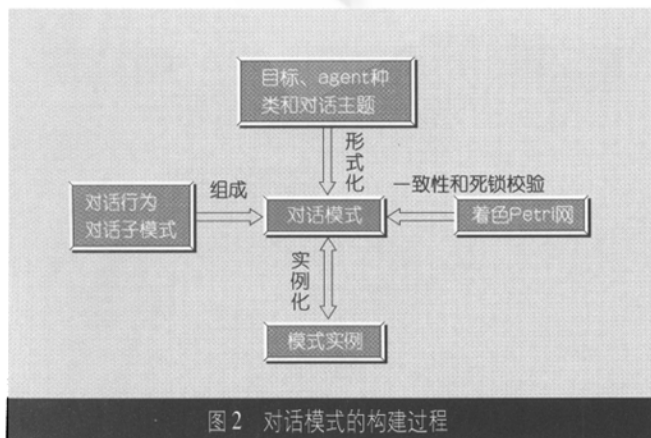 目标、agent种
类和对话主题
形式化
组成
一致性和死锁校验
对话行为
对话子模式
对话模式
着色Petri网
实例化
模式实例
图2 对话模式的构建过程